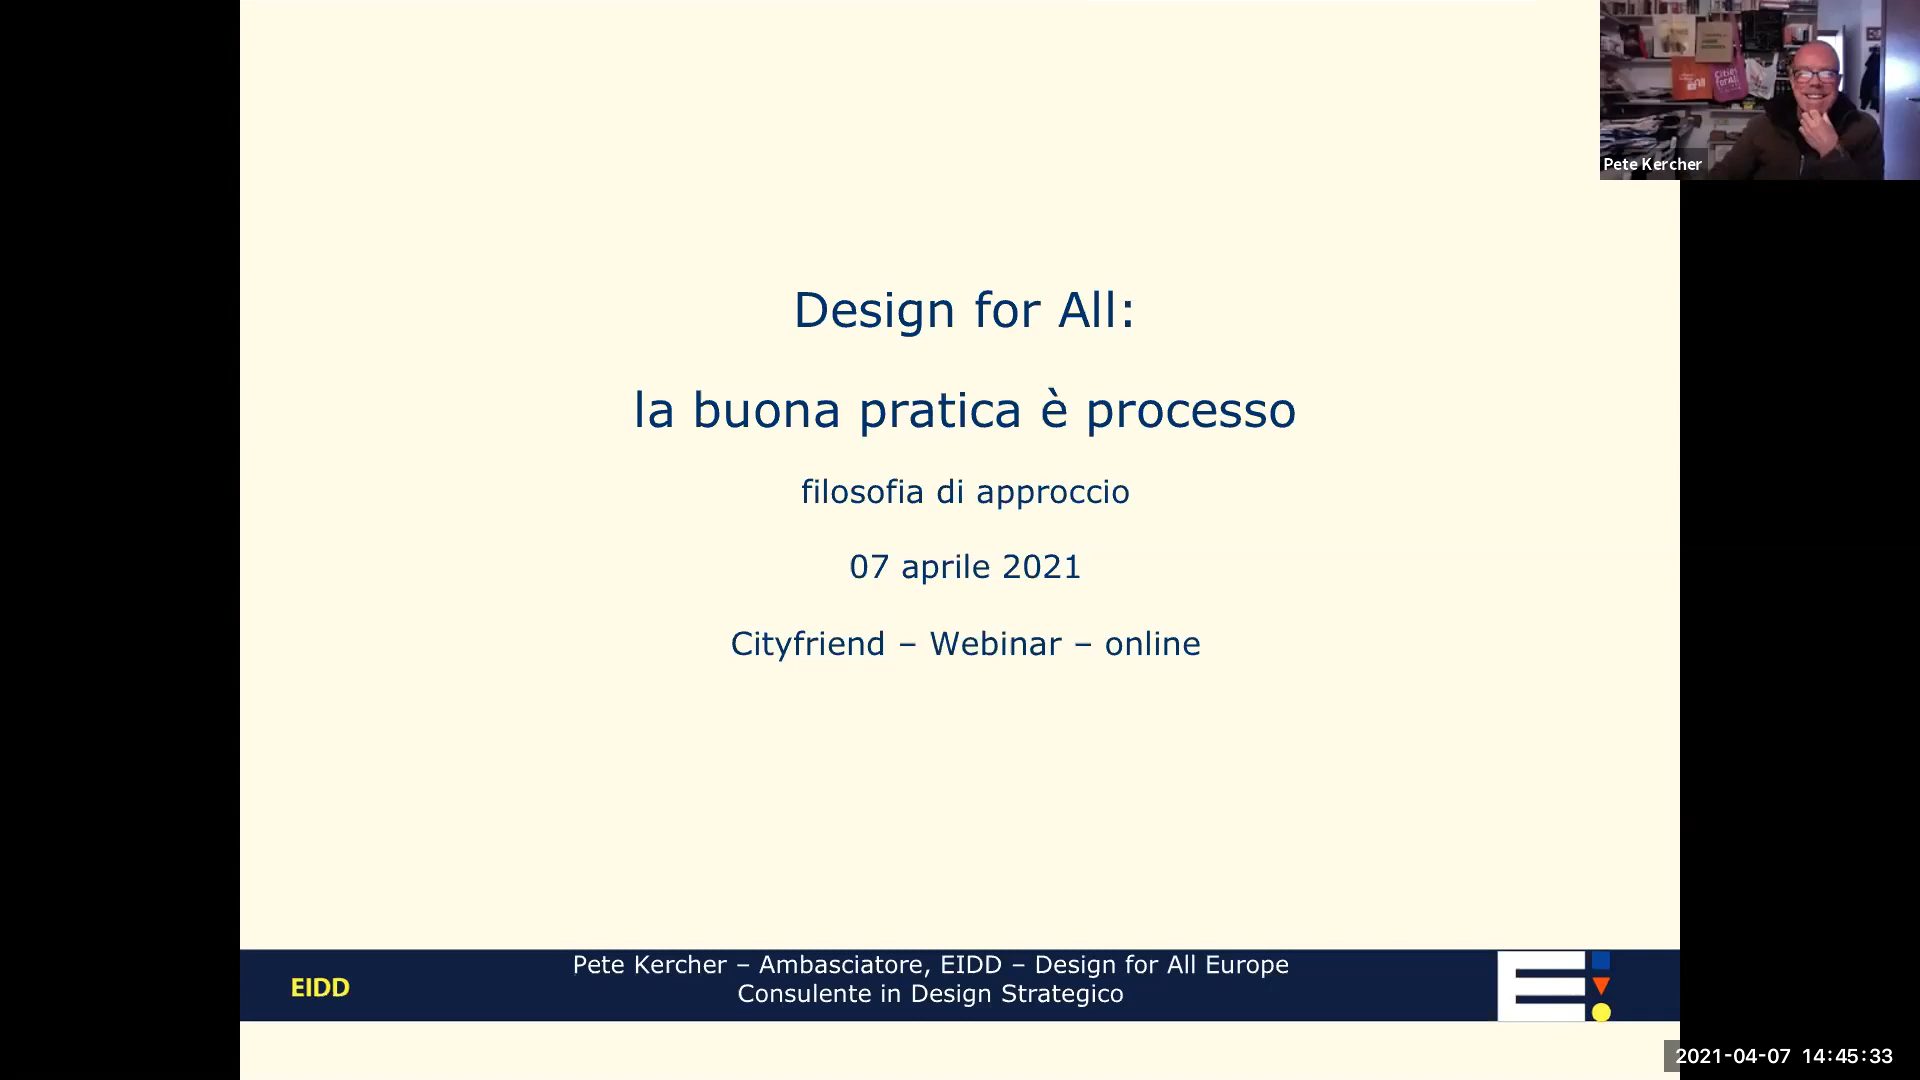 Design for All:
la buona pratica è processo
filosofia di approccio
07 aprile 2021
Cityfriend – Webinar – online
Pete Kercher
EIDD
Pete Kercher – Ambasciatore, EIDD – Design for All Europe
Consulente in Design Strategico
2021-04-07 14:45:33